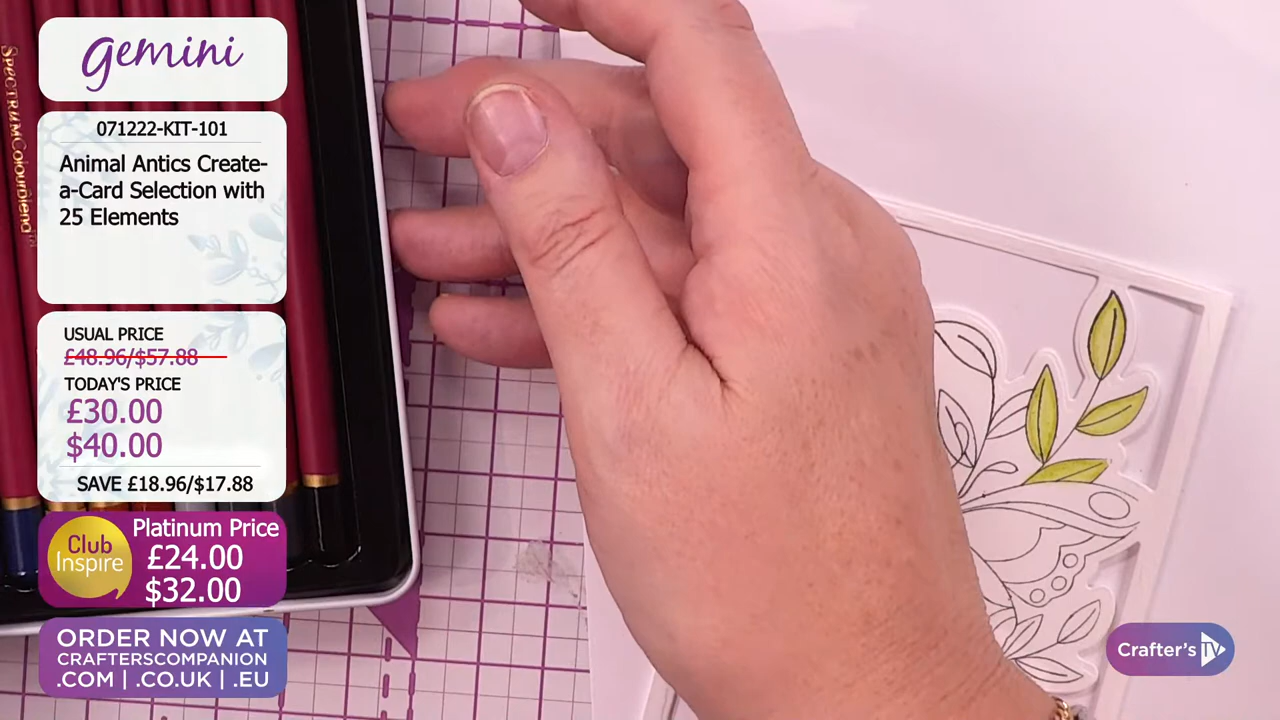 gemini
SPECTRUM Colourblend™
071222-KIT-101
Animal Antics Create-
a-Card Selection with
25 Elements
USUAL PRICE
£48.96/$57.88
TODAY'S PRICE
£30.00
$40.00
SAVE £18.96/$17.88
Club
Inspire
Platinum Price
£24.00
$32.00
ORDER NOW AT
CRAFTERSCOMPANION
.COM | .CO.UK | .EU
Crafter's TV